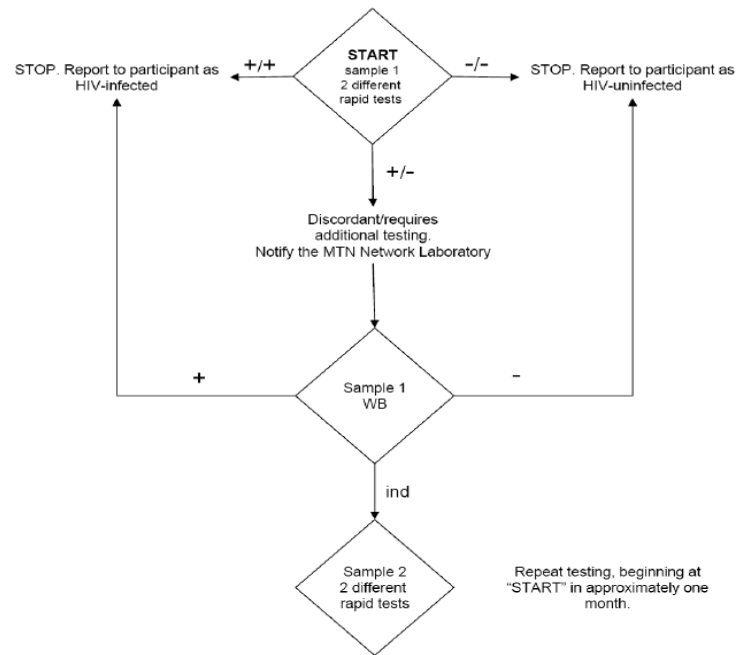 START
sample 1
2 different
rapid tests
+/+
-/-
STOP. Report to participant as
HIV-infected
STOP. Report to participant as
HIV-uninfected
+/-
Discordant/requires
additional testing.
Notify the MTN Network Laboratory
+
-
Sample 1
WB
ind
Sample 2
2 different
rapid tests
Repeat testing, beginning at
“START” in approximately one
month.